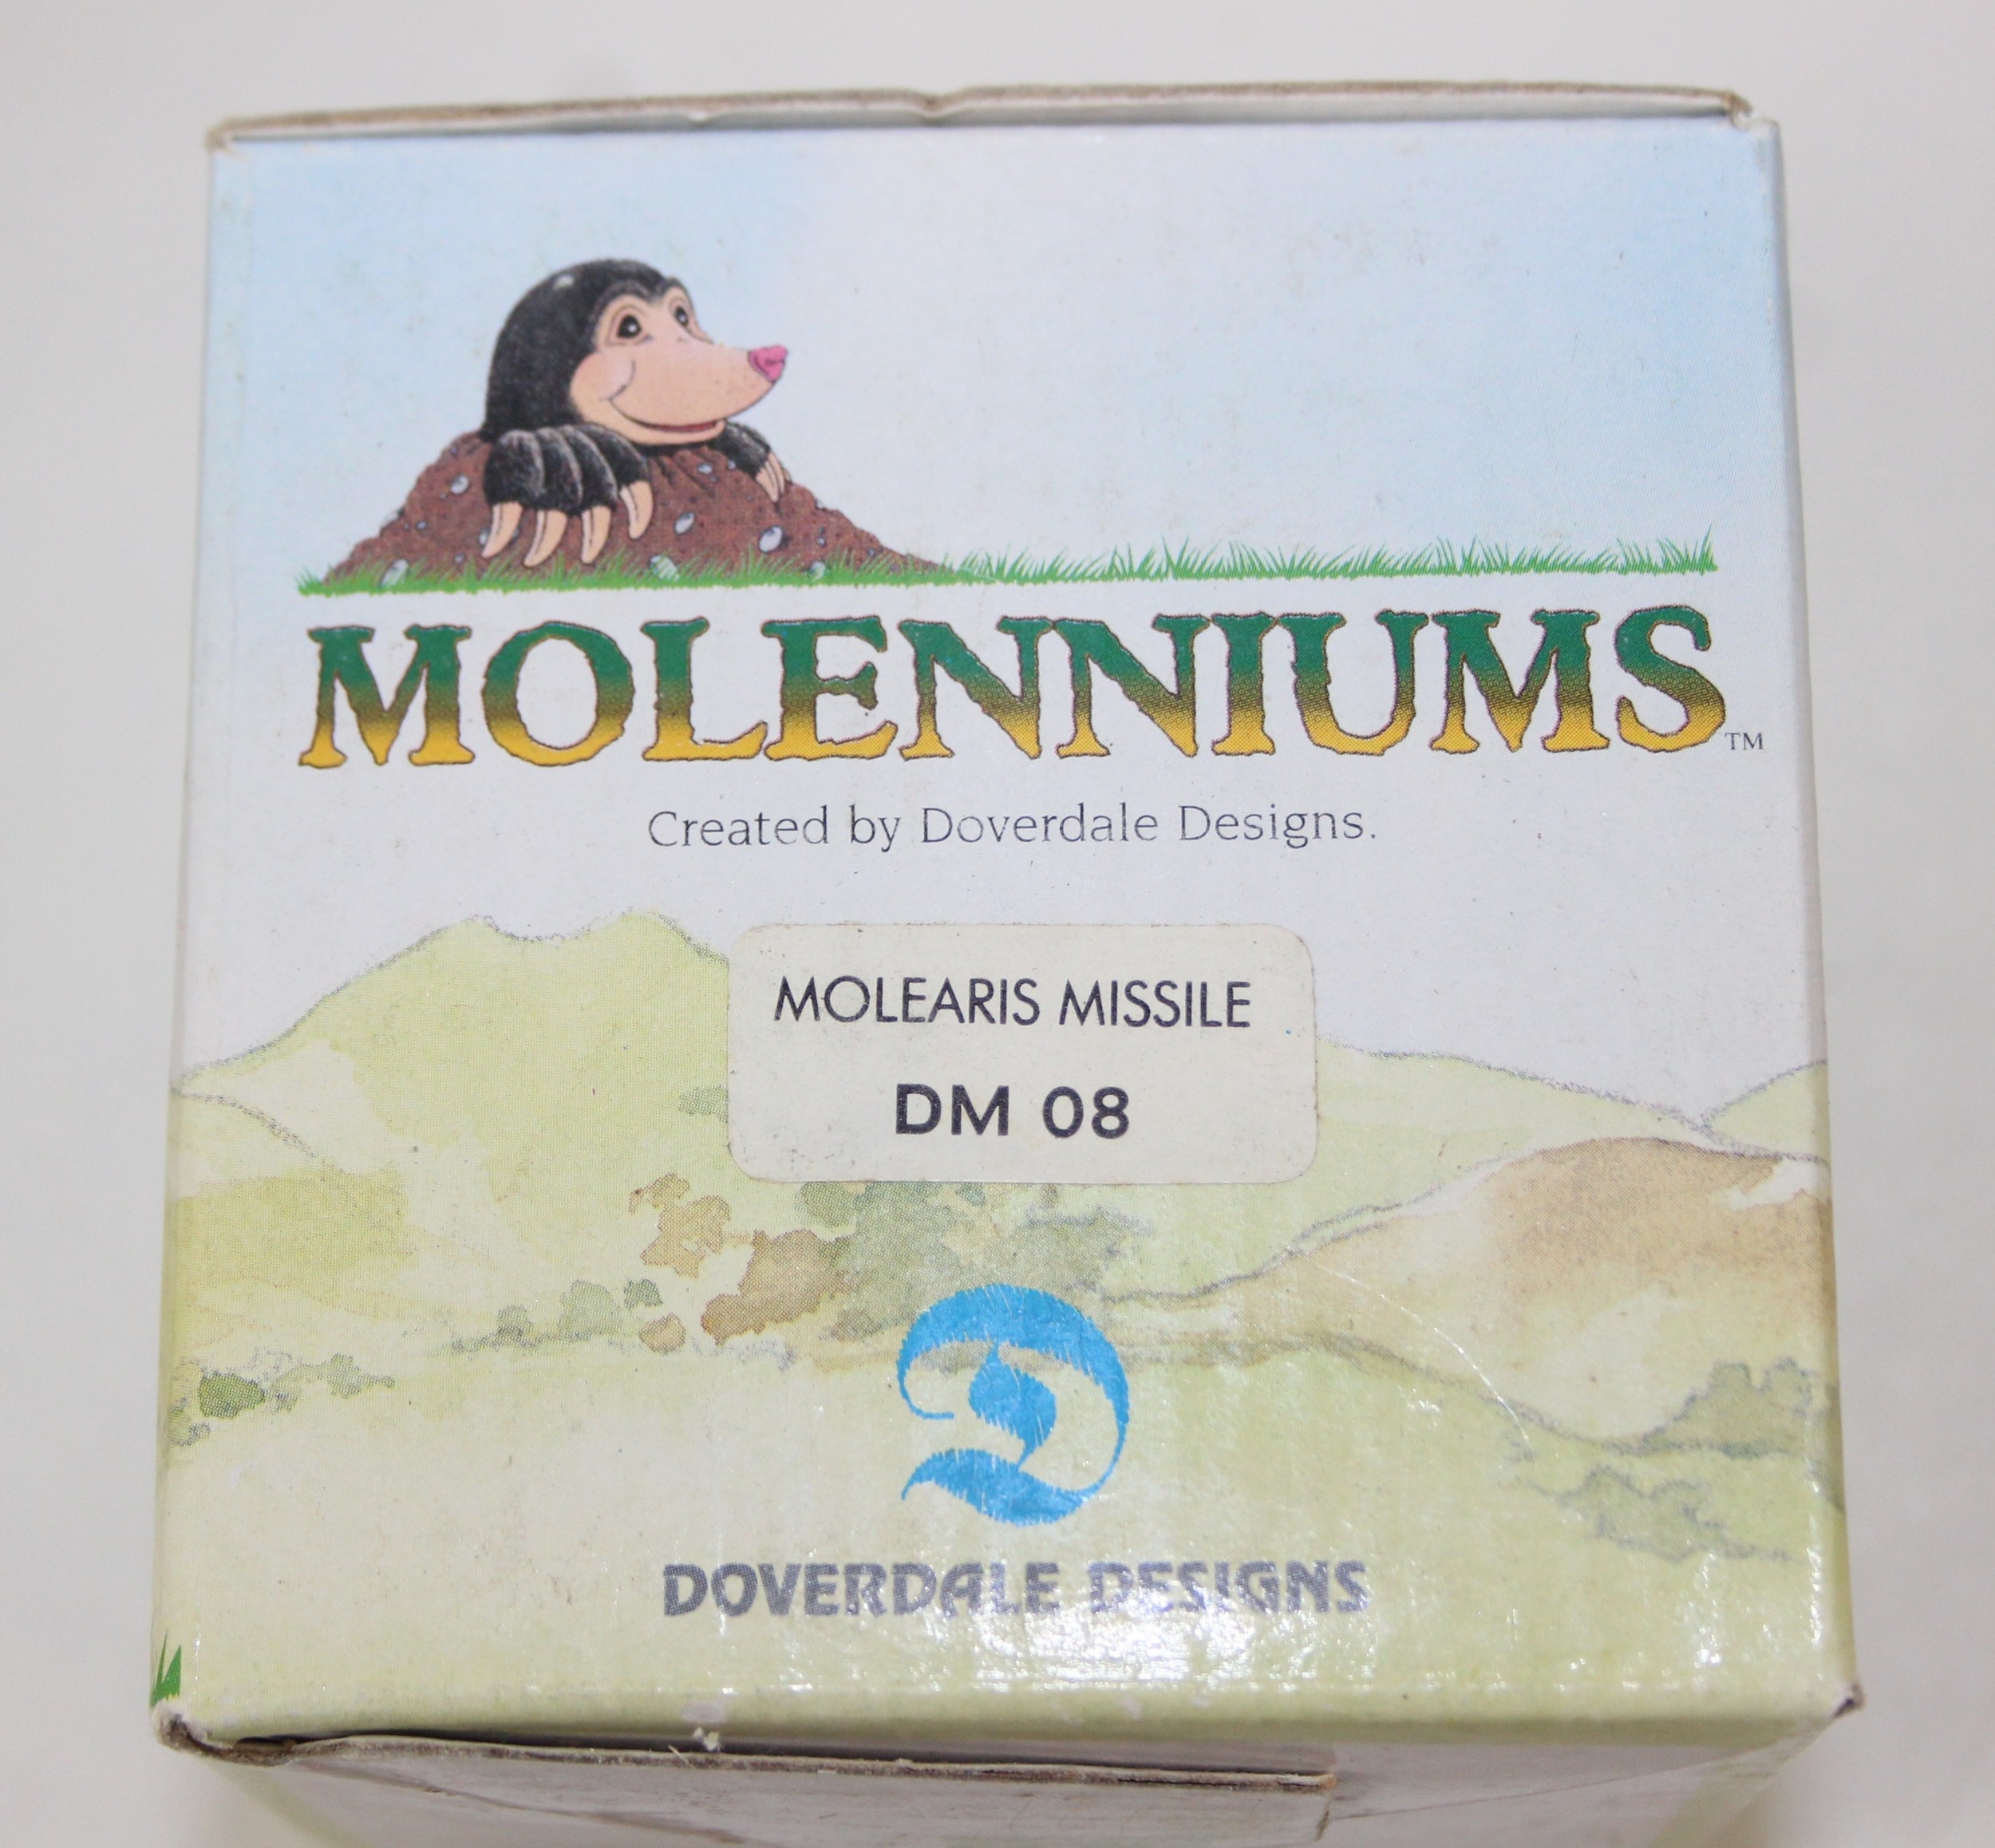 MOLENNIUMS™
Created by Doverdale Designs.
MOLEARIS MISSILE
DM 08
D
DOVERDALE DESIGNS